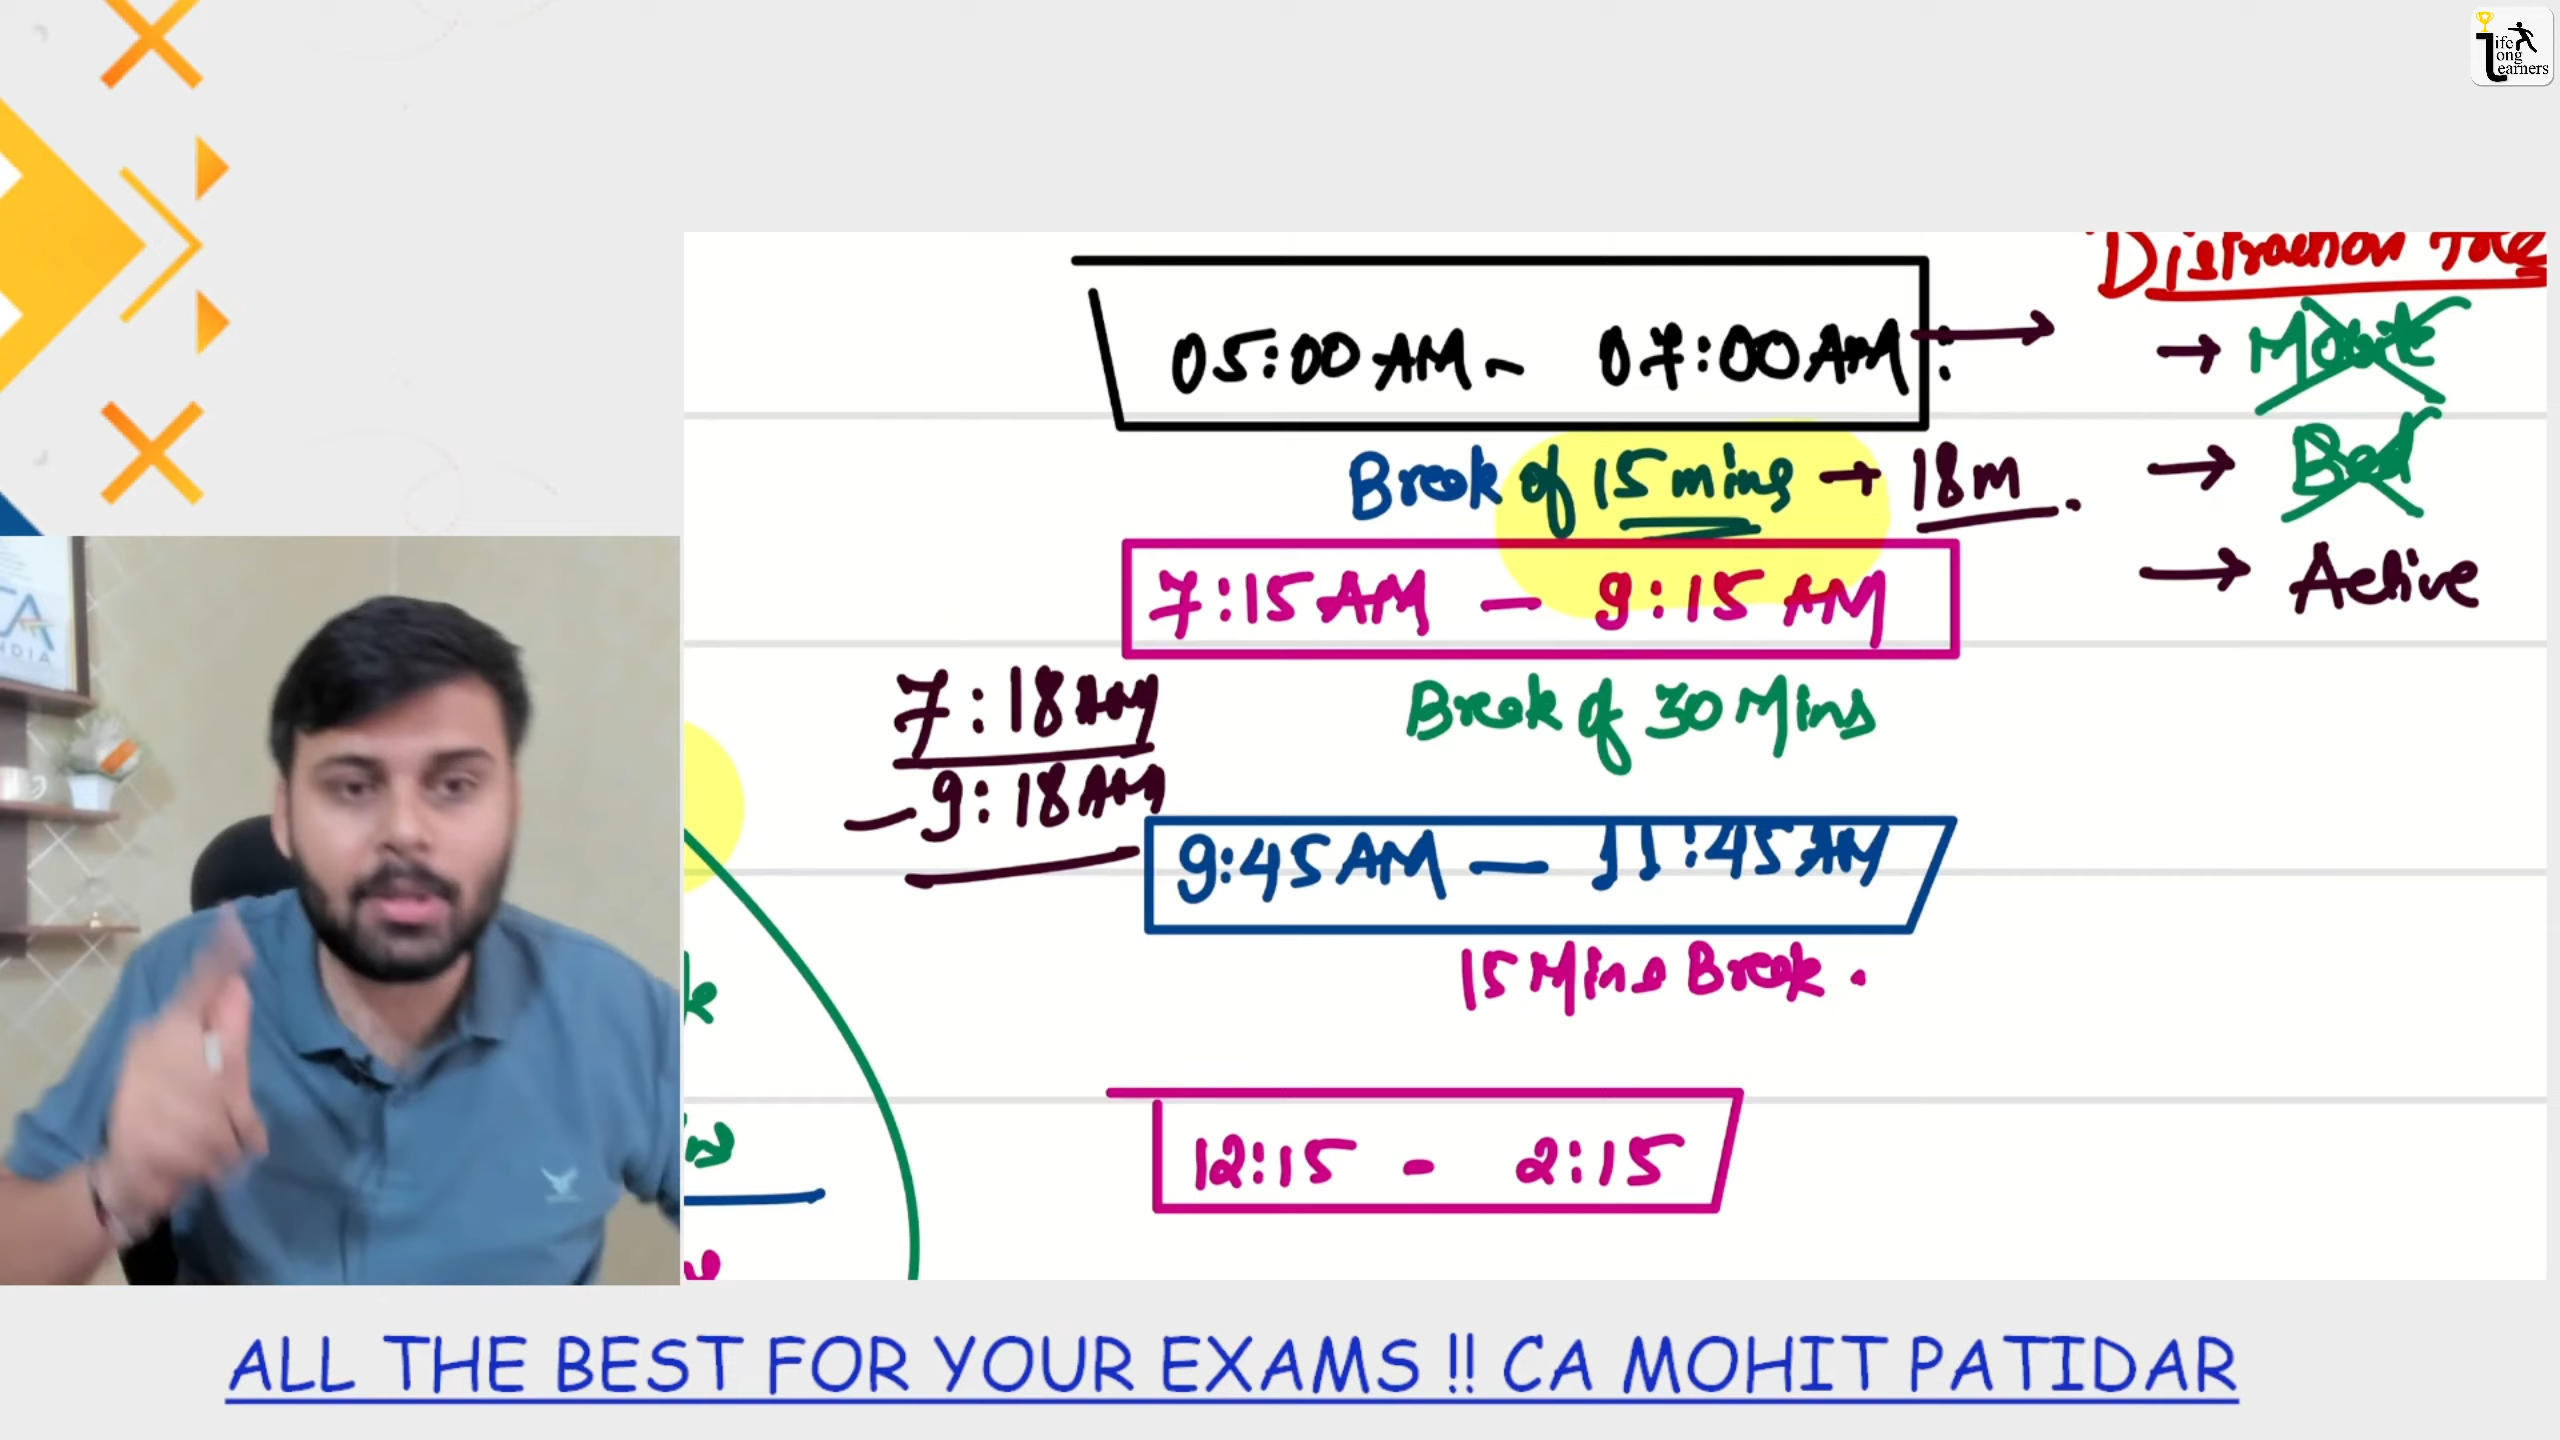 Life
Long
Learners
Distraction
05:00 AM - 07:00 AM :
→ Mobile
Break of 15 mins → 18m.
→ Bed
7:15 AM — 9:15 AM
→ Active
7:18 AM
Break of 30 Mins
– 9:18 AM
9:45 AM — 11:45 AM
15 Mins Break .
12:15 - 2:15
ALL THE BEST FOR YOUR EXAMS !! CA MOHIT PATIDAR